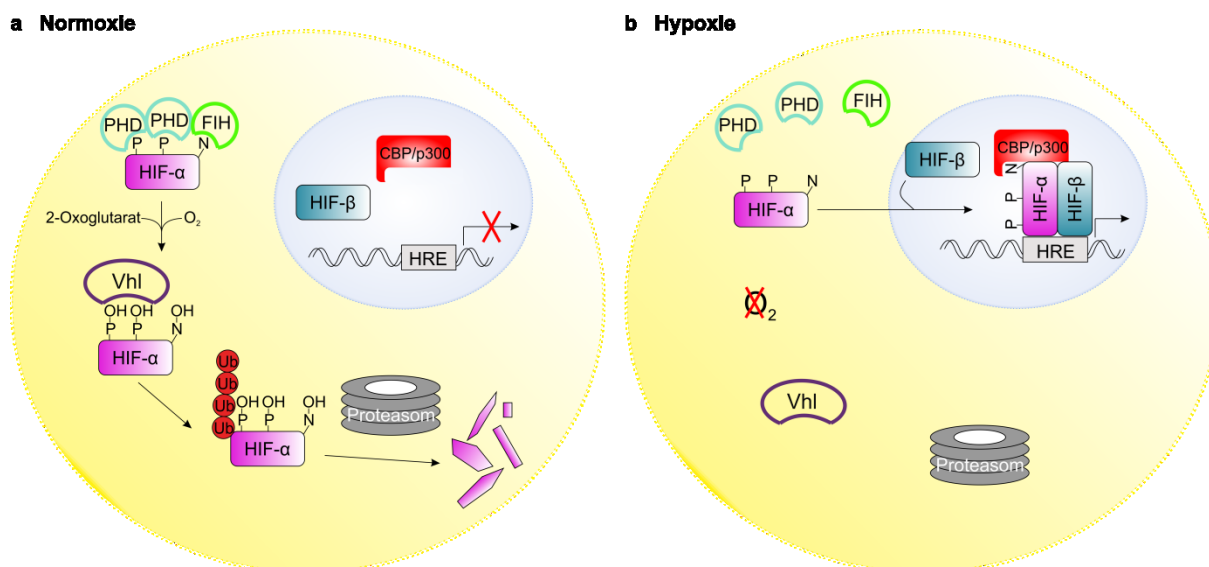 a Normoxie
PHD PHD FIH
P P N
HIF-α
2-Oxoglutarat O2
Vhl
OH OH OH
P P N
HIF-α
Ub
Ub
Ub
Ub
OH OH OH
P P N
HIF-α
Proteasom
CBP/p300
HIF-β
HRE
b Hypoxie
PHD PHD FIH
P P N
HIF-α
HIF-β
CBP/p300
N
P
P
HIF-α
HIF-β
HRE
O2
Vhl
Proteasom